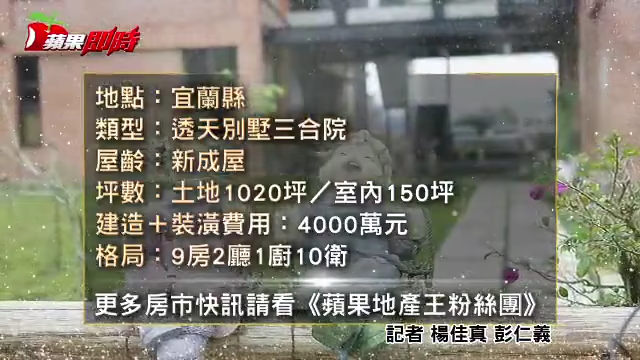 蘋果即時
地點：宜蘭縣
類型：透天別墅三合院
屋齡：新成屋
坪數：土地1020坪／室內150坪
建造＋裝潢費用：4000萬元
格局：9房2廳1廚10衛
更多房市快訊請看《蘋果地產王粉絲團》
記者 楊佳真 彭仁義